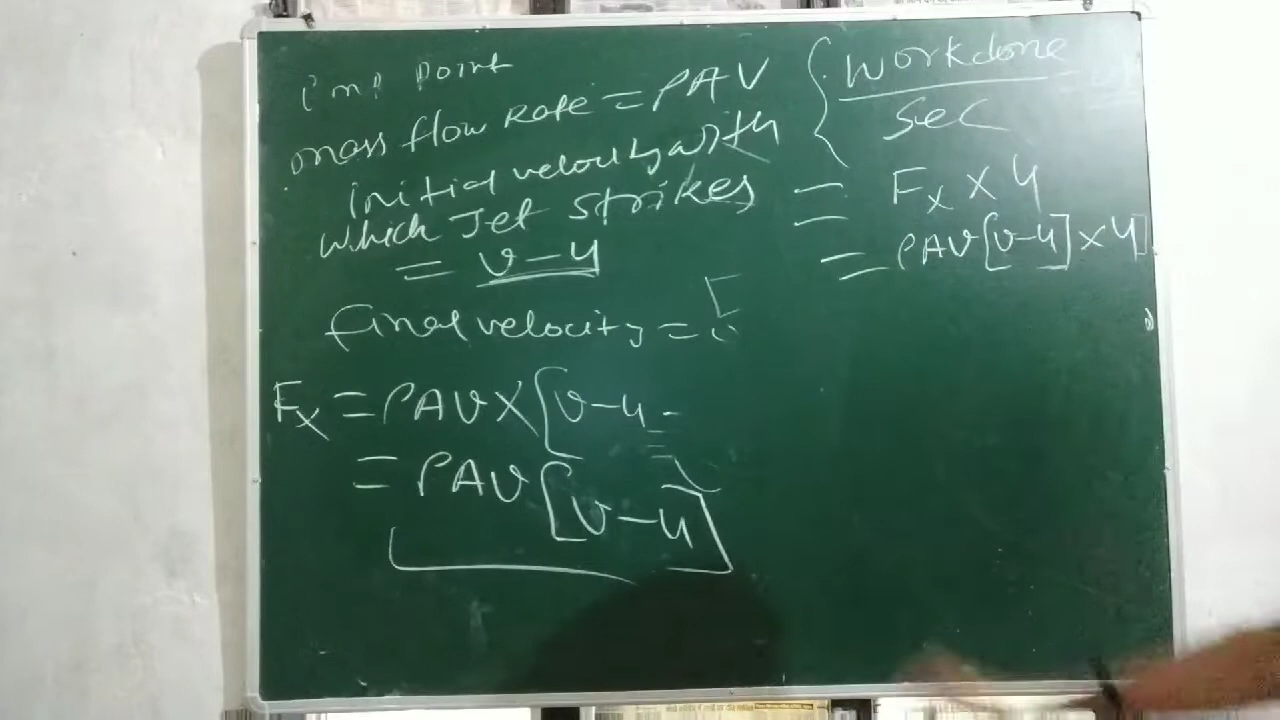 imp Point
mass flow Rate = ρAV
initial velocity with
which Jet strikes
= v-u
final velocity =
Fx = ρAV X [v-u -
= ρAV [v-u]
workdone
sec
= Fx X u
= ρAV[v-u] x u